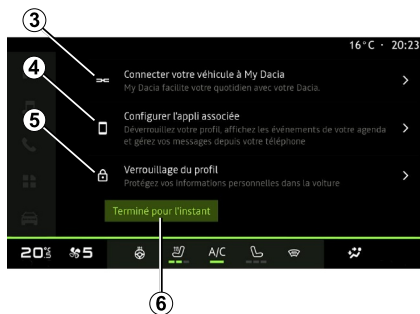 3
16°C · 20:23
4
Connecter votre véhicule à My Dacia
My Dacia facilite votre quotidien avec votre Dacia.
Configurer l'appli associée
Déverrouillez votre profil, affichez les événements de votre agenda
et gérez vos messages depuis votre téléphone
5
Verrouillage du profil
Protégez vos informations personnelles dans la voiture
Terminé pour l'instant
5
A/C
6